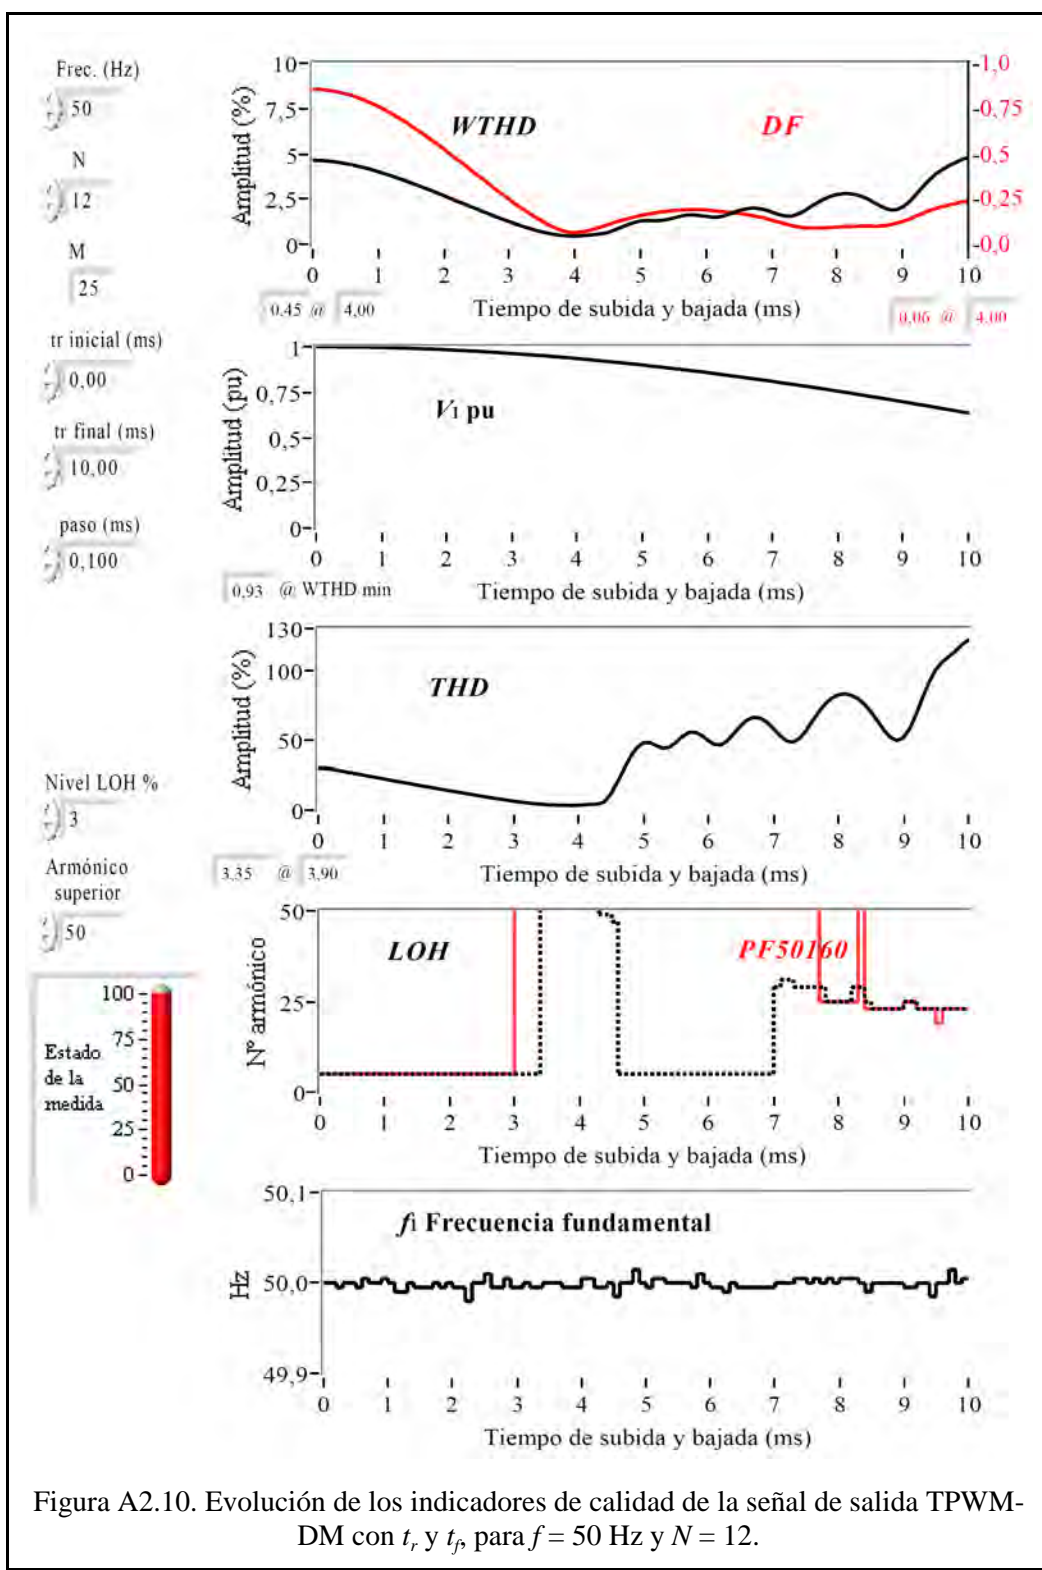 Frec. (Hz)
50
N
12
M
25
tr inicial (ms)
0,00
tr final (ms)
10,00
paso (ms)
0,100
Nivel LOH %
3
Armónico
superior
50
Estado
de la
medida
100
75
50
25
0
Amplitud (%)
10
7,5
5
2,5
0
WTHD
DF
1,0
0,75
0,5
0,25
0,0
0 1 2 3 4 5 6 7 8 9 10
0.45 @ 4,00
Tiempo de subida y bajada (ms)
0,06 @ 4.00
Amplitud (pu)
1
0,75
0,5
0,25
0
V1 pu
0 1 2 3 4 5 6 7 8 9 10
0,93 @ WTHD min
Tiempo de subida y bajada (ms)
Amplitud (%)
130
100
50
0
THD
0 1 2 3 4 5 6 7 8 9 10
3,35 @ 3,90
Tiempo de subida y bajada (ms)
Nº armónico
50
25
0
LOH
PF50160
0 1 2 3 4 5 6 7 8 9 10
Tiempo de subida y bajada (ms)
Hz
50,1
50,0
49,9
f1 Frecuencia fundamental
0 1 2 3 4 5 6 7 8 9 10
Tiempo de subida y bajada (ms)
Figura A2.10. Evolución de los indicadores de calidad de la señal de salida TPWM-
DM con tr y tf, para f = 50 Hz y N = 12.